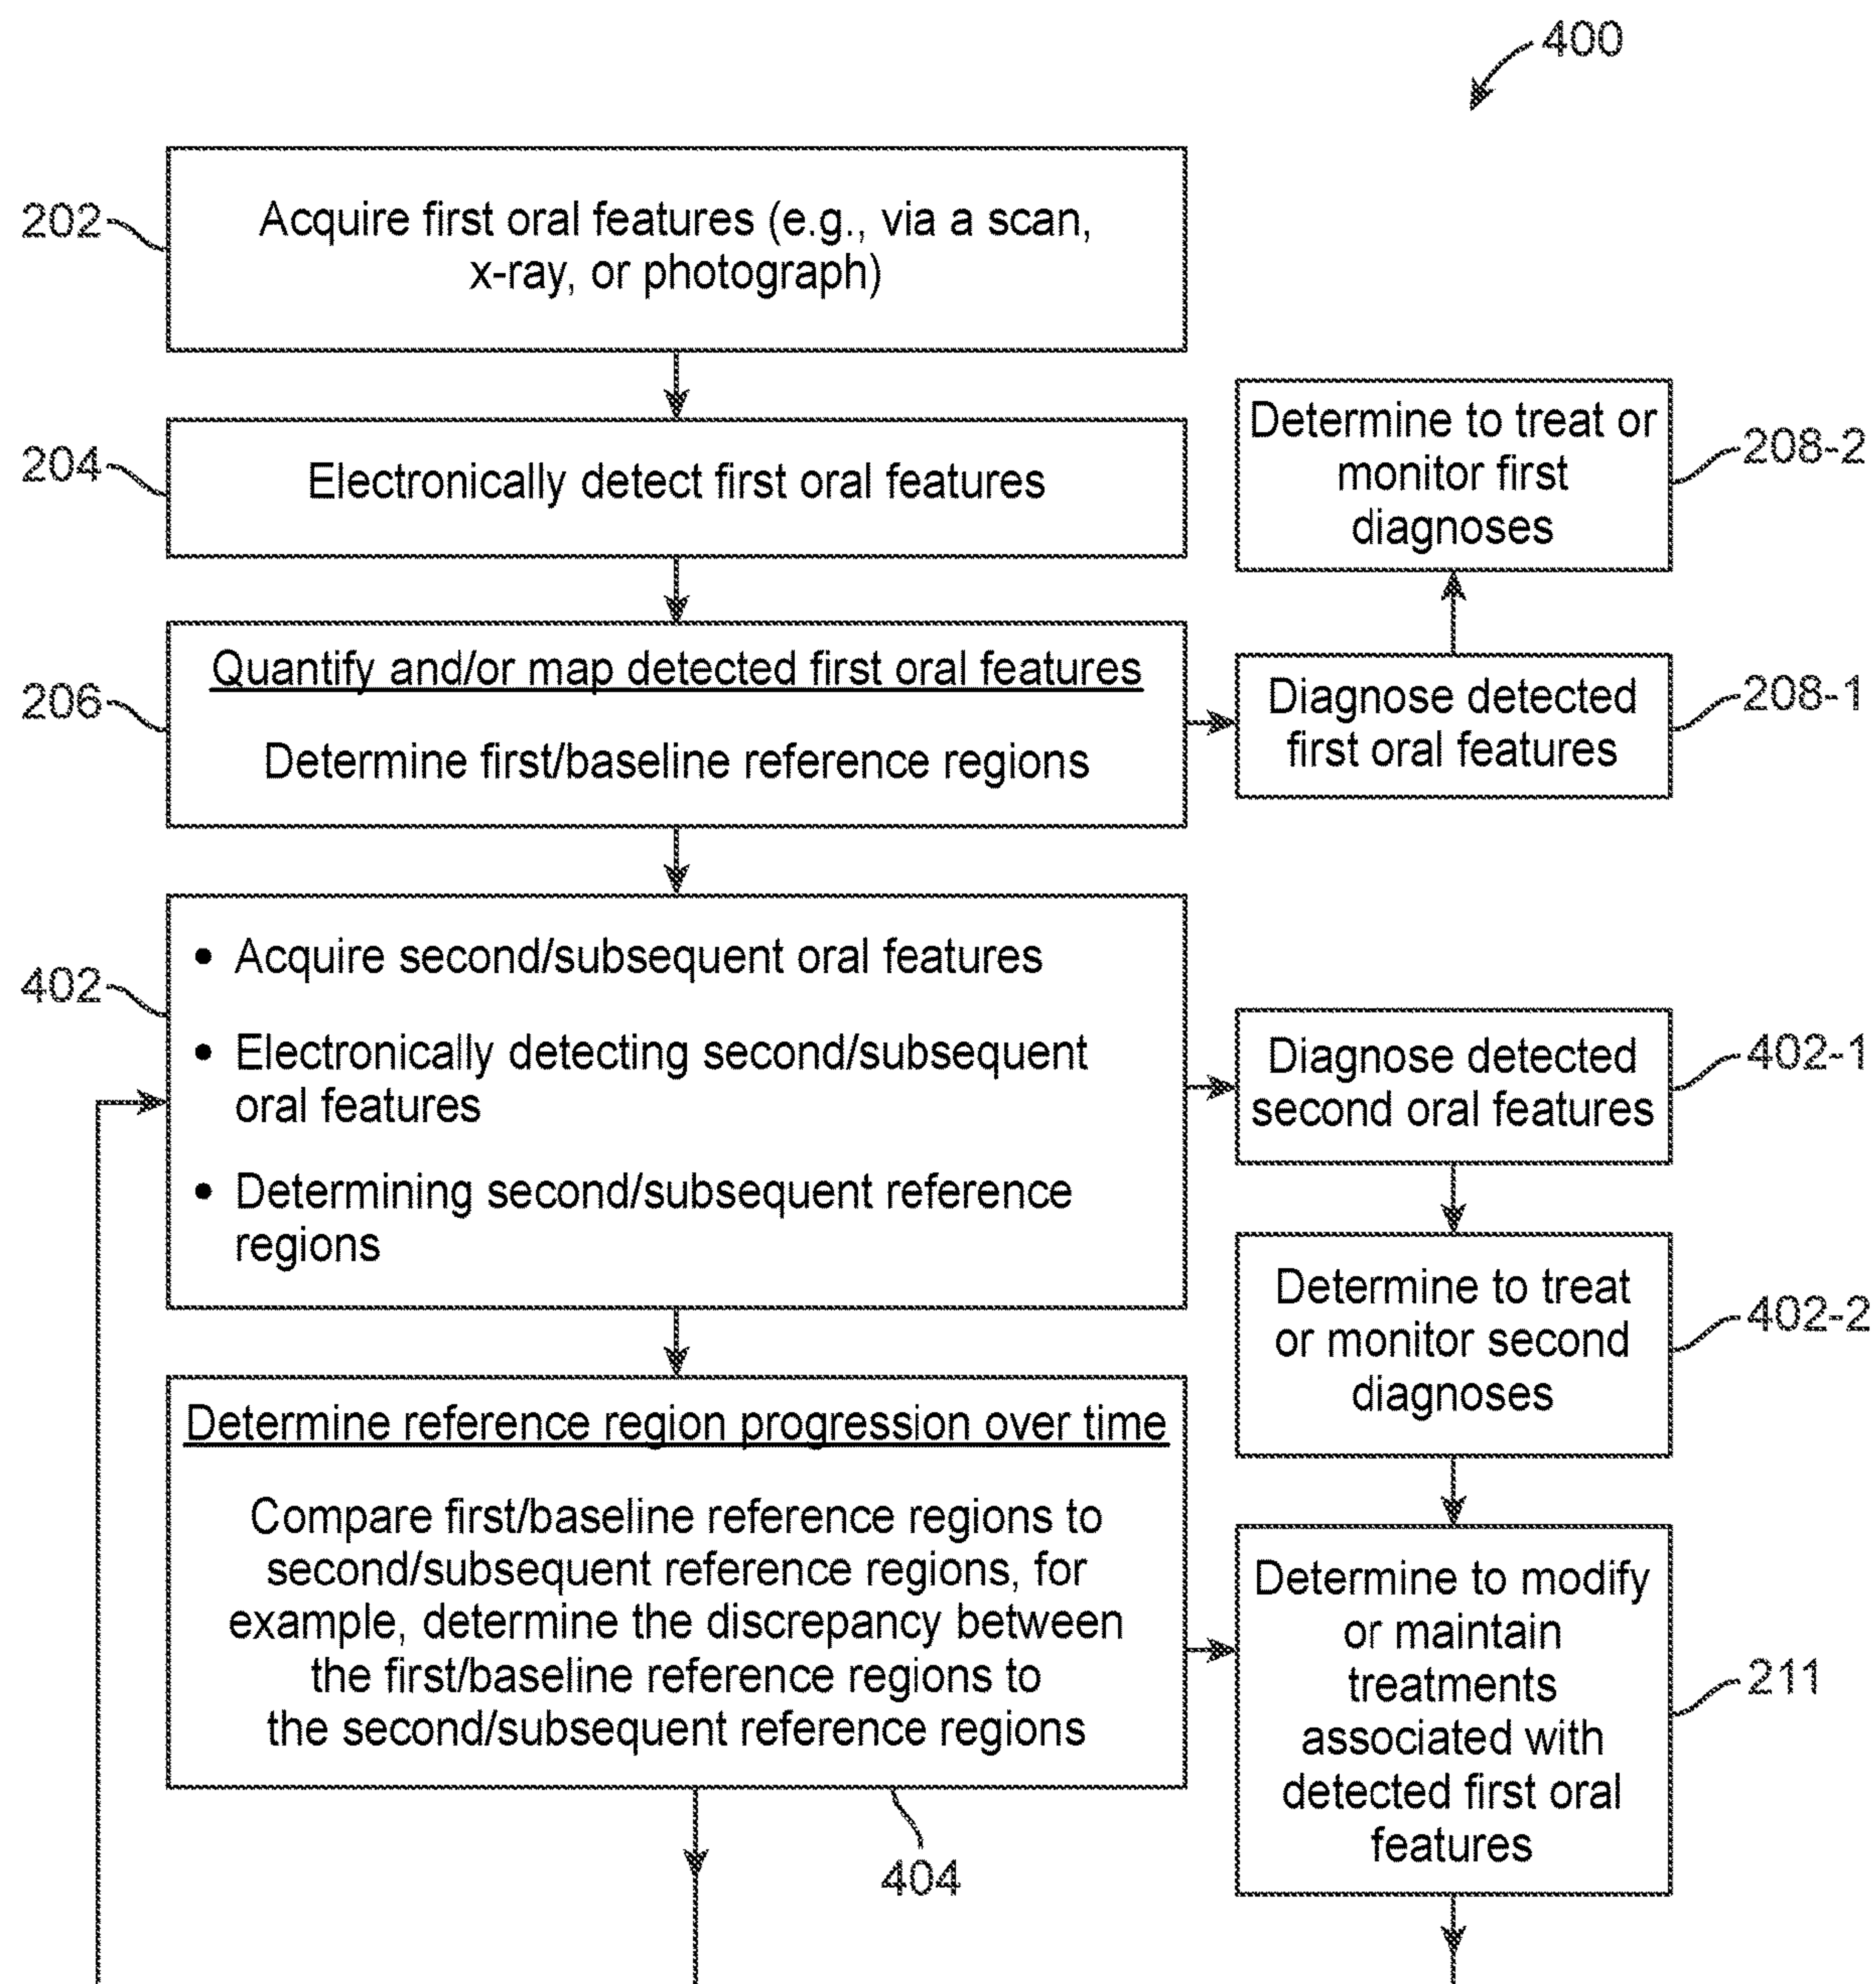 400
202
Acquire first oral features (e.g., via a scan,
x-ray, or photograph)
204
Electronically detect first oral features
Determine to treat or
monitor first
diagnoses
208-2
206
Quantify and/or map detected first oral features
Determine first/baseline reference regions
Diagnose detected
first oral features
208-1
402
• Acquire second/subsequent oral features
• Electronically detecting second/subsequent
oral features
• Determining second/subsequent reference
regions
Diagnose detected
second oral features
402-1
Determine to treat
or monitor second
diagnoses
402-2
Determine reference region progression over time
Compare first/baseline reference regions to
second/subsequent reference regions, for
example, determine the discrepancy between
the first/baseline reference regions to
the second/subsequent reference regions
404
Determine to modify
or maintain
treatments
associated with
detected first oral
features
211